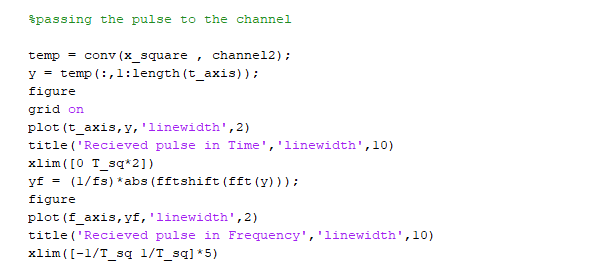 %passing the pulse to the channel
temp = conv(x_square , channel2);
y = temp(:,1:length(t_axis));
figure
grid on
plot(t_axis,y,'linewidth',2)
title('Recieved pulse in Time','linewidth',10)
xlim([0 T_sq*2])
yf = (1/fs)*abs(fftshift(fft(y)));
figure
plot(f_axis,yf,'linewidth',2)
title('Recieved pulse in Frequency','linewidth',10)
xlim([-1/T_sq 1/T_sq]*5)